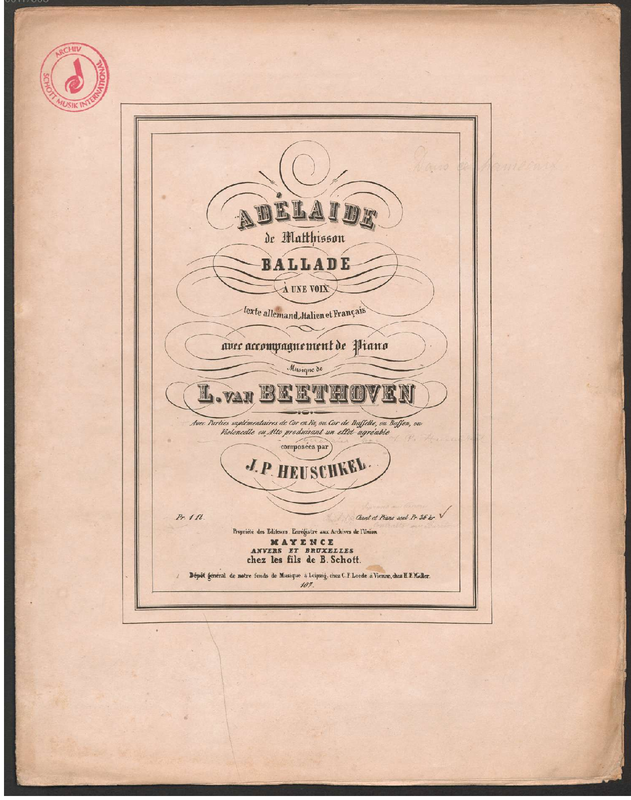 ARCHIV
SCHOTT MUSIK INTERNATIONAL
ADÉLAIDE
de Matthisson
BALLADE
À UNE VOIX
texte allemand, Italien et Français
avec accompagnement de Piano
Musique de
L. VAN BEETHOVEN
Avec Parties suplémentaires de Cor en Fa, ou Cor de Bassette, ou Basson, ou
Violoncelle ou Alto produisant un effet agréable
composées par
J. P. HEUSCHKEL.
Pr. 1 fl. Chant et Piano seul Pr. 36 kr
Propriété des Editeurs. Enregistré aux Archives de l'Union
MAYENCE
ANVERS ET BRUXELLES
chez les fils de B. Schott.
Dépôt général de notre fonds de Musique à Leipzig, chez C. F. Leede à Vienne, chez H. F. Müller.
107.